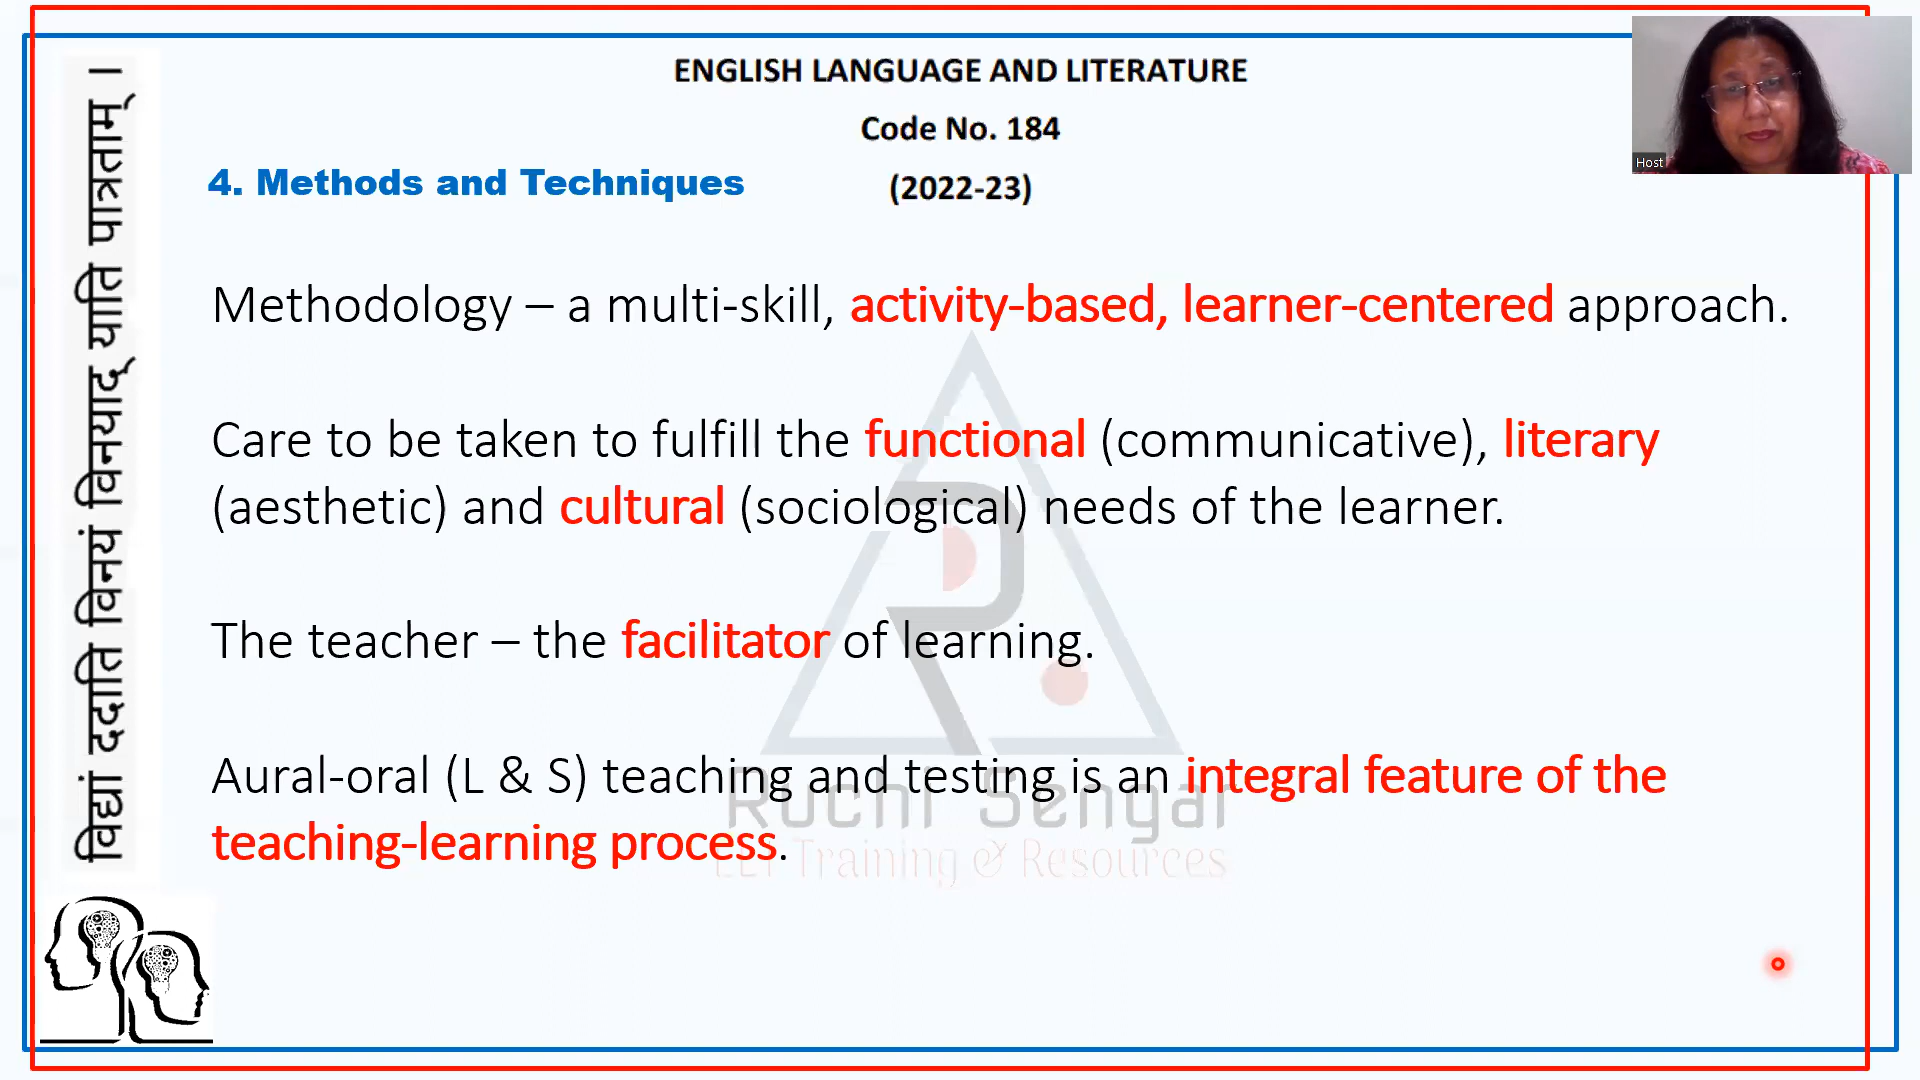 ENGLISH LANGUAGE AND LITERATURE
Code No. 184
4. Methods and Techniques
(2022-23)
Host
विद्यां ददाति विनयं विनयाद् याति पात्रताम् ।
Methodology – a multi-skill, activity-based, learner-centered approach.
Care to be taken to fulfill the functional (communicative), literary
(aesthetic) and cultural (sociological) needs of the learner.
The teacher – the facilitator of learning.
Aural-oral (L & S) teaching and testing is an integral feature of the
teaching-learning process.
Ruchi Sengar
ELT Training & Resources